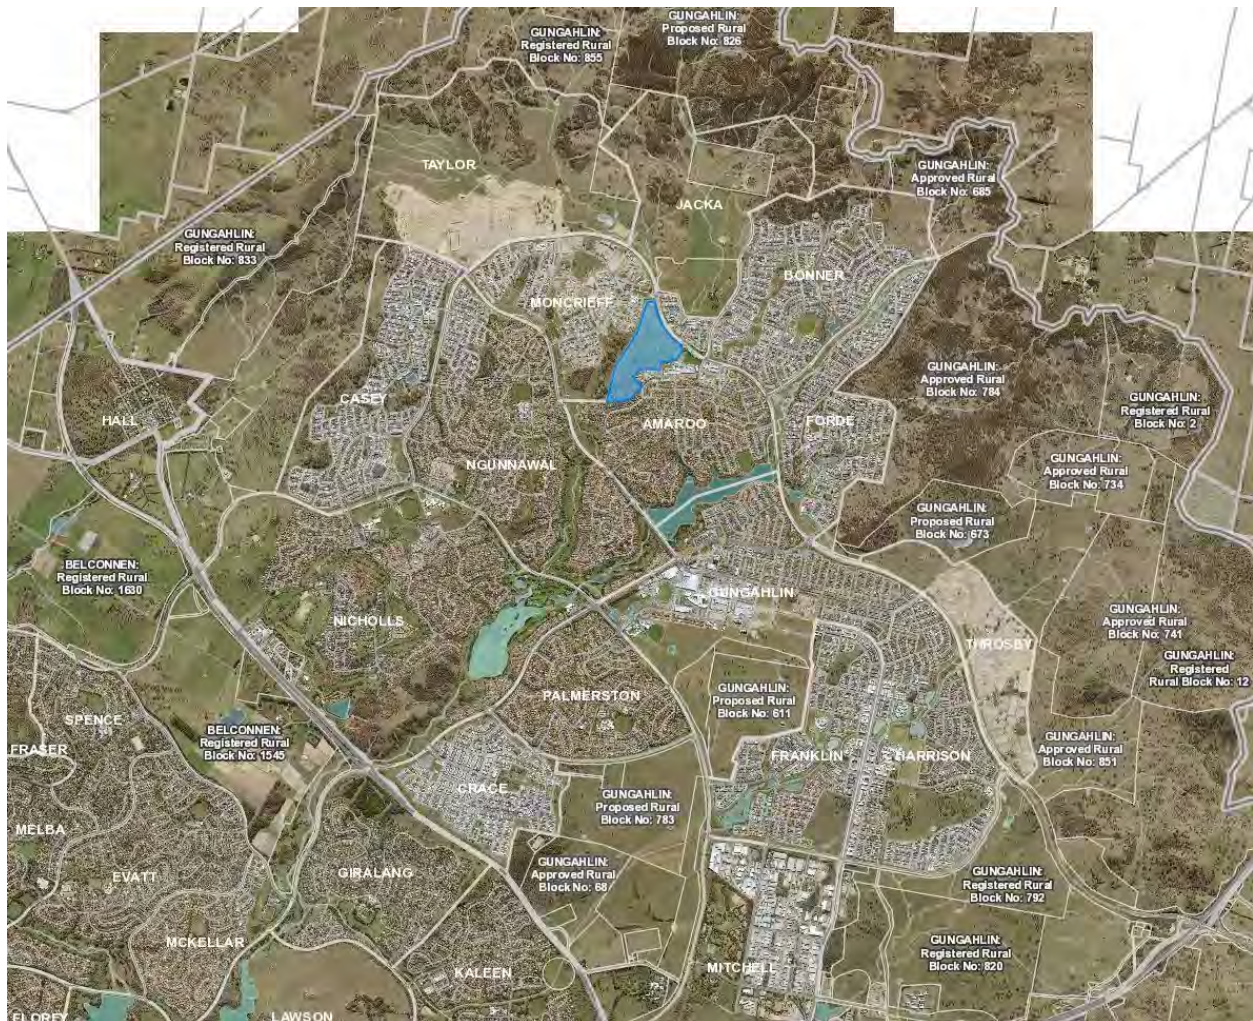 GUNGAHLIN:
Proposed Rural
Block No: 826
GUNGAHLIN:
Registered Rural
Block No: 855
TAYLOR
GUNGAHLIN:
Approved Rural
Block No: 685
JACKA
GUNGAHLIN:
Registered Rural
Block No: 833
BONNER
MONCRIEFF
GUNGAHLIN:
Approved Rural
Block No: 784
GUNGAHLIN:
Registered Rural
Block No: 2
CASEY
HALL
AMAROO
FORDE
NGUNNAWAL
GUNGAHLIN:
Approved Rural
Block No: 734
GUNGAHLIN:
Proposed Rural
Block No: 673
BELCONNEN:
Registered Rural
Block No: 1630
GUNGAHLIN
NICHOLLS
GUNGAHLIN:
Approved Rural
Block No: 741
THROSBY
GUNGAHLIN:
Registered
Rural Block No: 12
PALMERSTON
GUNGAHLIN:
Proposed Rural
Block No: 611
SPENCE
FRASER
BELCONNEN:
Registered Rural
Block No: 1545
GUNGAHLIN:
Approved Rural
Block No: 851
FRANKLIN
HARRISON
CRACE
GUNGAHLIN:
Proposed Rural
Block No: 783
MELBA
EVATT
GIRALANG
GUNGAHLIN:
Approved Rural
Block No: 68
GUNGAHLIN:
Registered Rural
Block No: 792
MCKELLAR
KALEEN
MITCHELL
GUNGAHLIN:
Registered Rural
Block No: 820
FLOREY
LAWSON